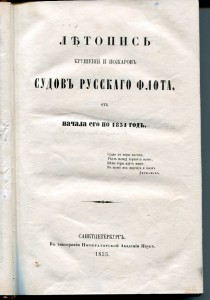 ЛѢТОПИСЬ
КРУШЕНІЙ И ПОЖАРОВЪ
СУДОВЪ РУССКАГО ФЛОТА,
ОТЪ
НАЧАЛА ЕГО ПО 1854 ГОДЪ.
САНКТПЕТЕРБУРГЪ.
Въ типографіи Императорской Академіи Наукъ.
1855.